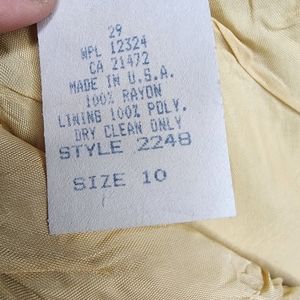 29
WPL 12324
CA 21472
MADE IN U.S.A.
100% RAYON
LINING 100% POLY.
DRY CLEAN ONLY
STYLE 2248
SIZE 10